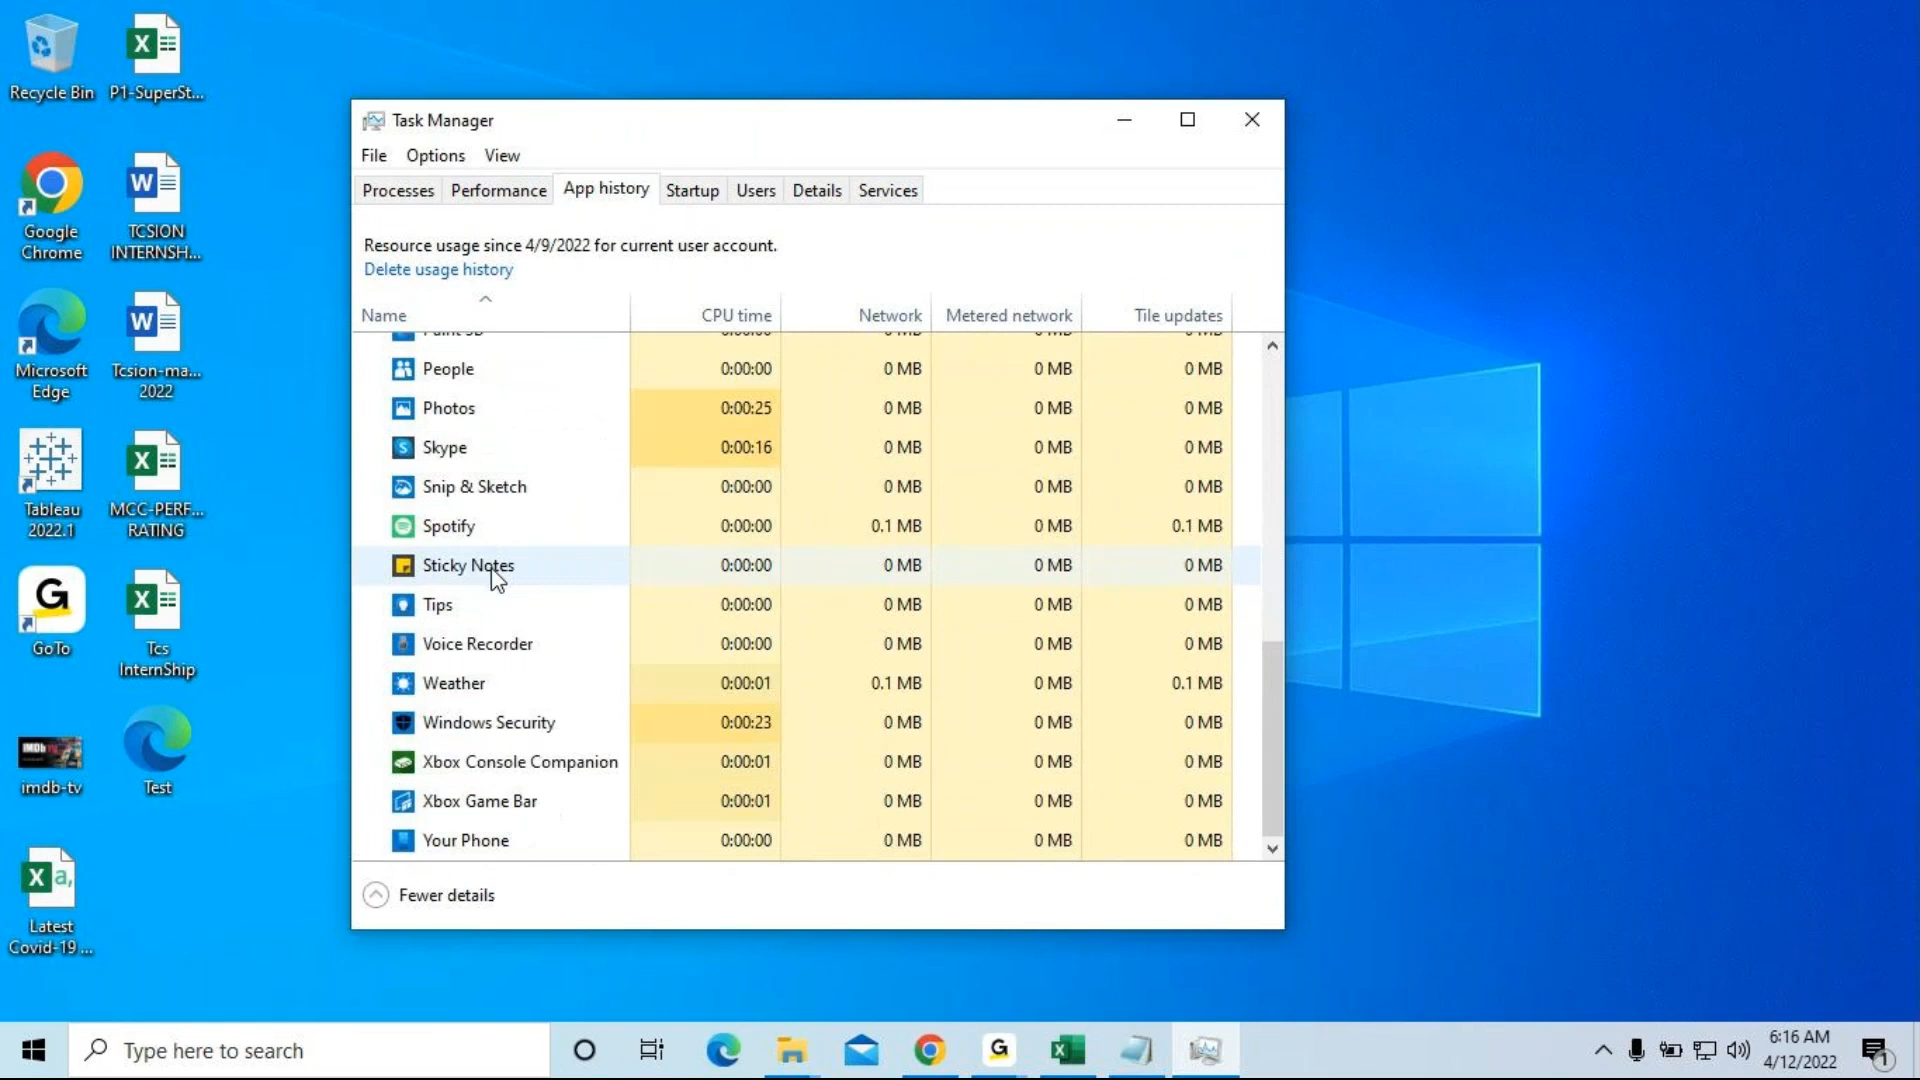 Recycle Bin
P1-SuperSt...
Google
Chrome
TCSION
INTERNSH...
Microsoft
Edge
Tcsion-ma...
2022
Tableau
2022.1
MCC-PERF...
RATING
GoTo
Tcs
InternShip
imdb-tv
Test
Latest
Covid-19 ...
Task Manager
File Options View
Processes Performance App history Startup Users Details Services
Resource usage since 4/9/2022 for current user account.
Delete usage history
Name CPU time Network Metered network Tile updates
People 0:00:00 0 MB 0 MB 0 MB
Photos 0:00:25 0 MB 0 MB 0 MB
Skype 0:00:16 0 MB 0 MB 0 MB
Snip & Sketch 0:00:00 0 MB 0 MB 0 MB
Spotify 0:00:00 0.1 MB 0 MB 0.1 MB
Sticky Notes 0:00:00 0 MB 0 MB 0 MB
Tips 0:00:00 0 MB 0 MB 0 MB
Voice Recorder 0:00:00 0 MB 0 MB 0 MB
Weather 0:00:01 0.1 MB 0 MB 0.1 MB
Windows Security 0:00:23 0 MB 0 MB 0 MB
Xbox Console Companion 0:00:01 0 MB 0 MB 0 MB
Xbox Game Bar 0:00:01 0 MB 0 MB 0 MB
Your Phone 0:00:00 0 MB 0 MB 0 MB
Fewer details
Type here to search
6:16 AM
4/12/2022
1